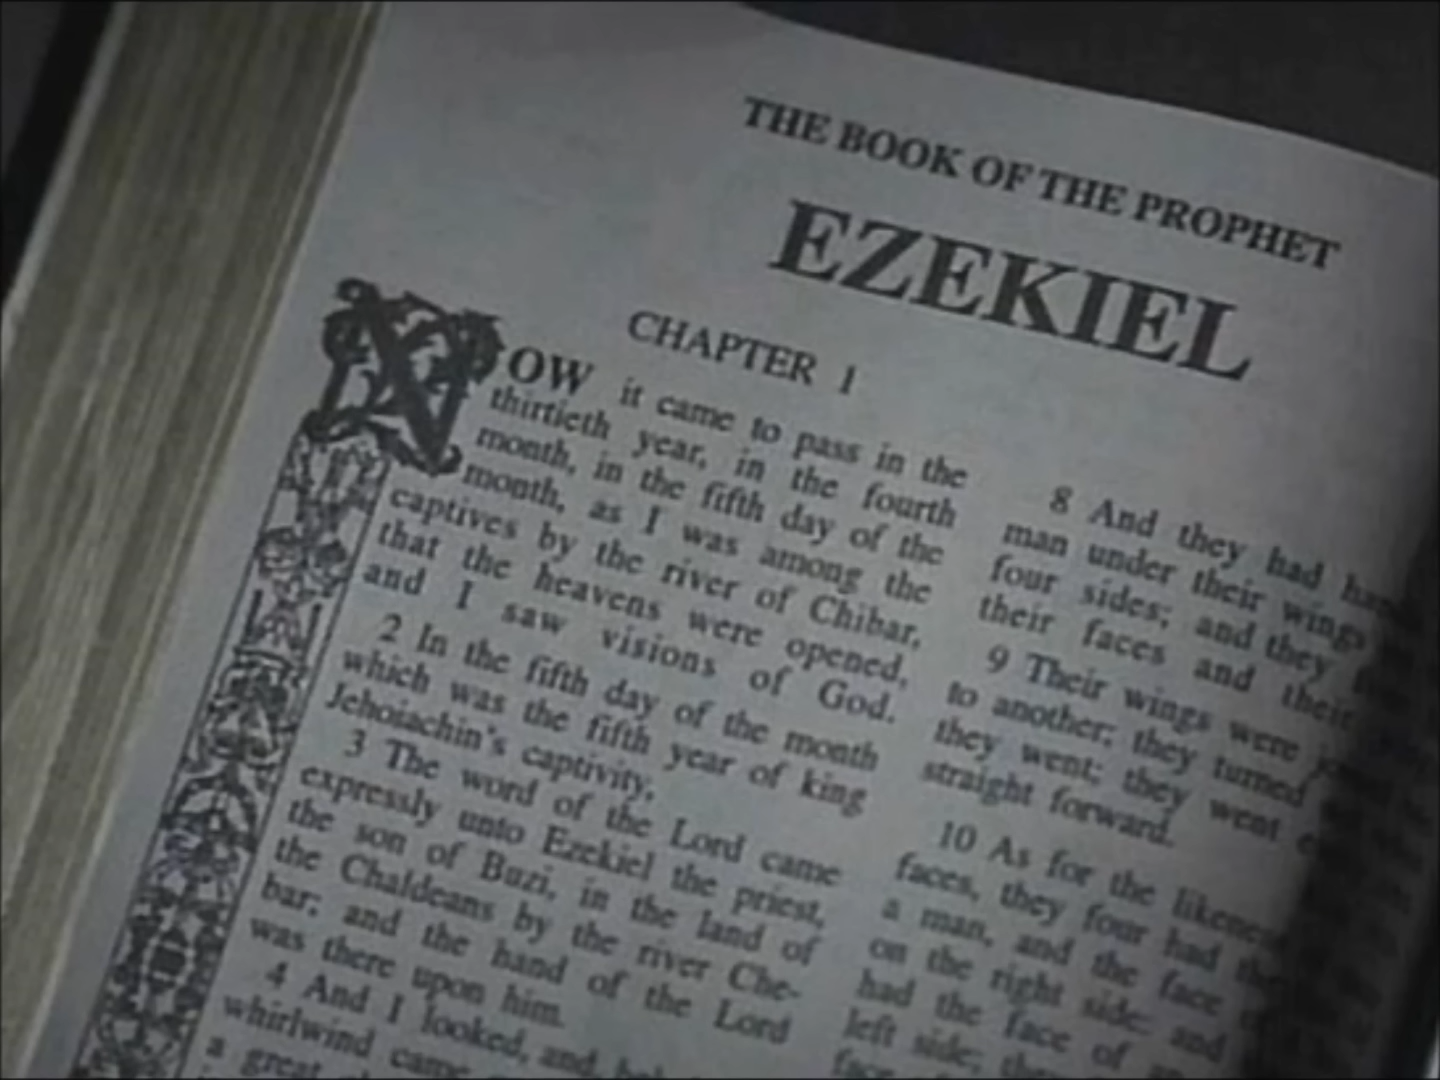 THE BOOK OF THE PROPHET
EZEKIEL
CHAPTER 1
NOW it came to pass in the
thirtieth year, in the fourth
month, in the fifth day of the
month, as I was among the
captives by the river of Chibar,
that the heavens were opened,
and I saw visions of God.
2 In the fifth day of the month
which was the fifth year of king
Jehoiachin's captivity,
3 The word of the Lord came
expressly unto Ezekiel the priest,
the son of Buzi, in the land of
the Chaldeans by the river Che-
bar; and the hand of the Lord
was there upon him.
4 And I looked, and
whirlwind came
a great
8 And they had
man under their wings
four sides; and they
their faces and their
9 Their wings were
to another; they turned
they went; they went
straight forward.
10 As for the
faces, they four had
a man, and the face
on the right side: and
had the face of
left side; they
face